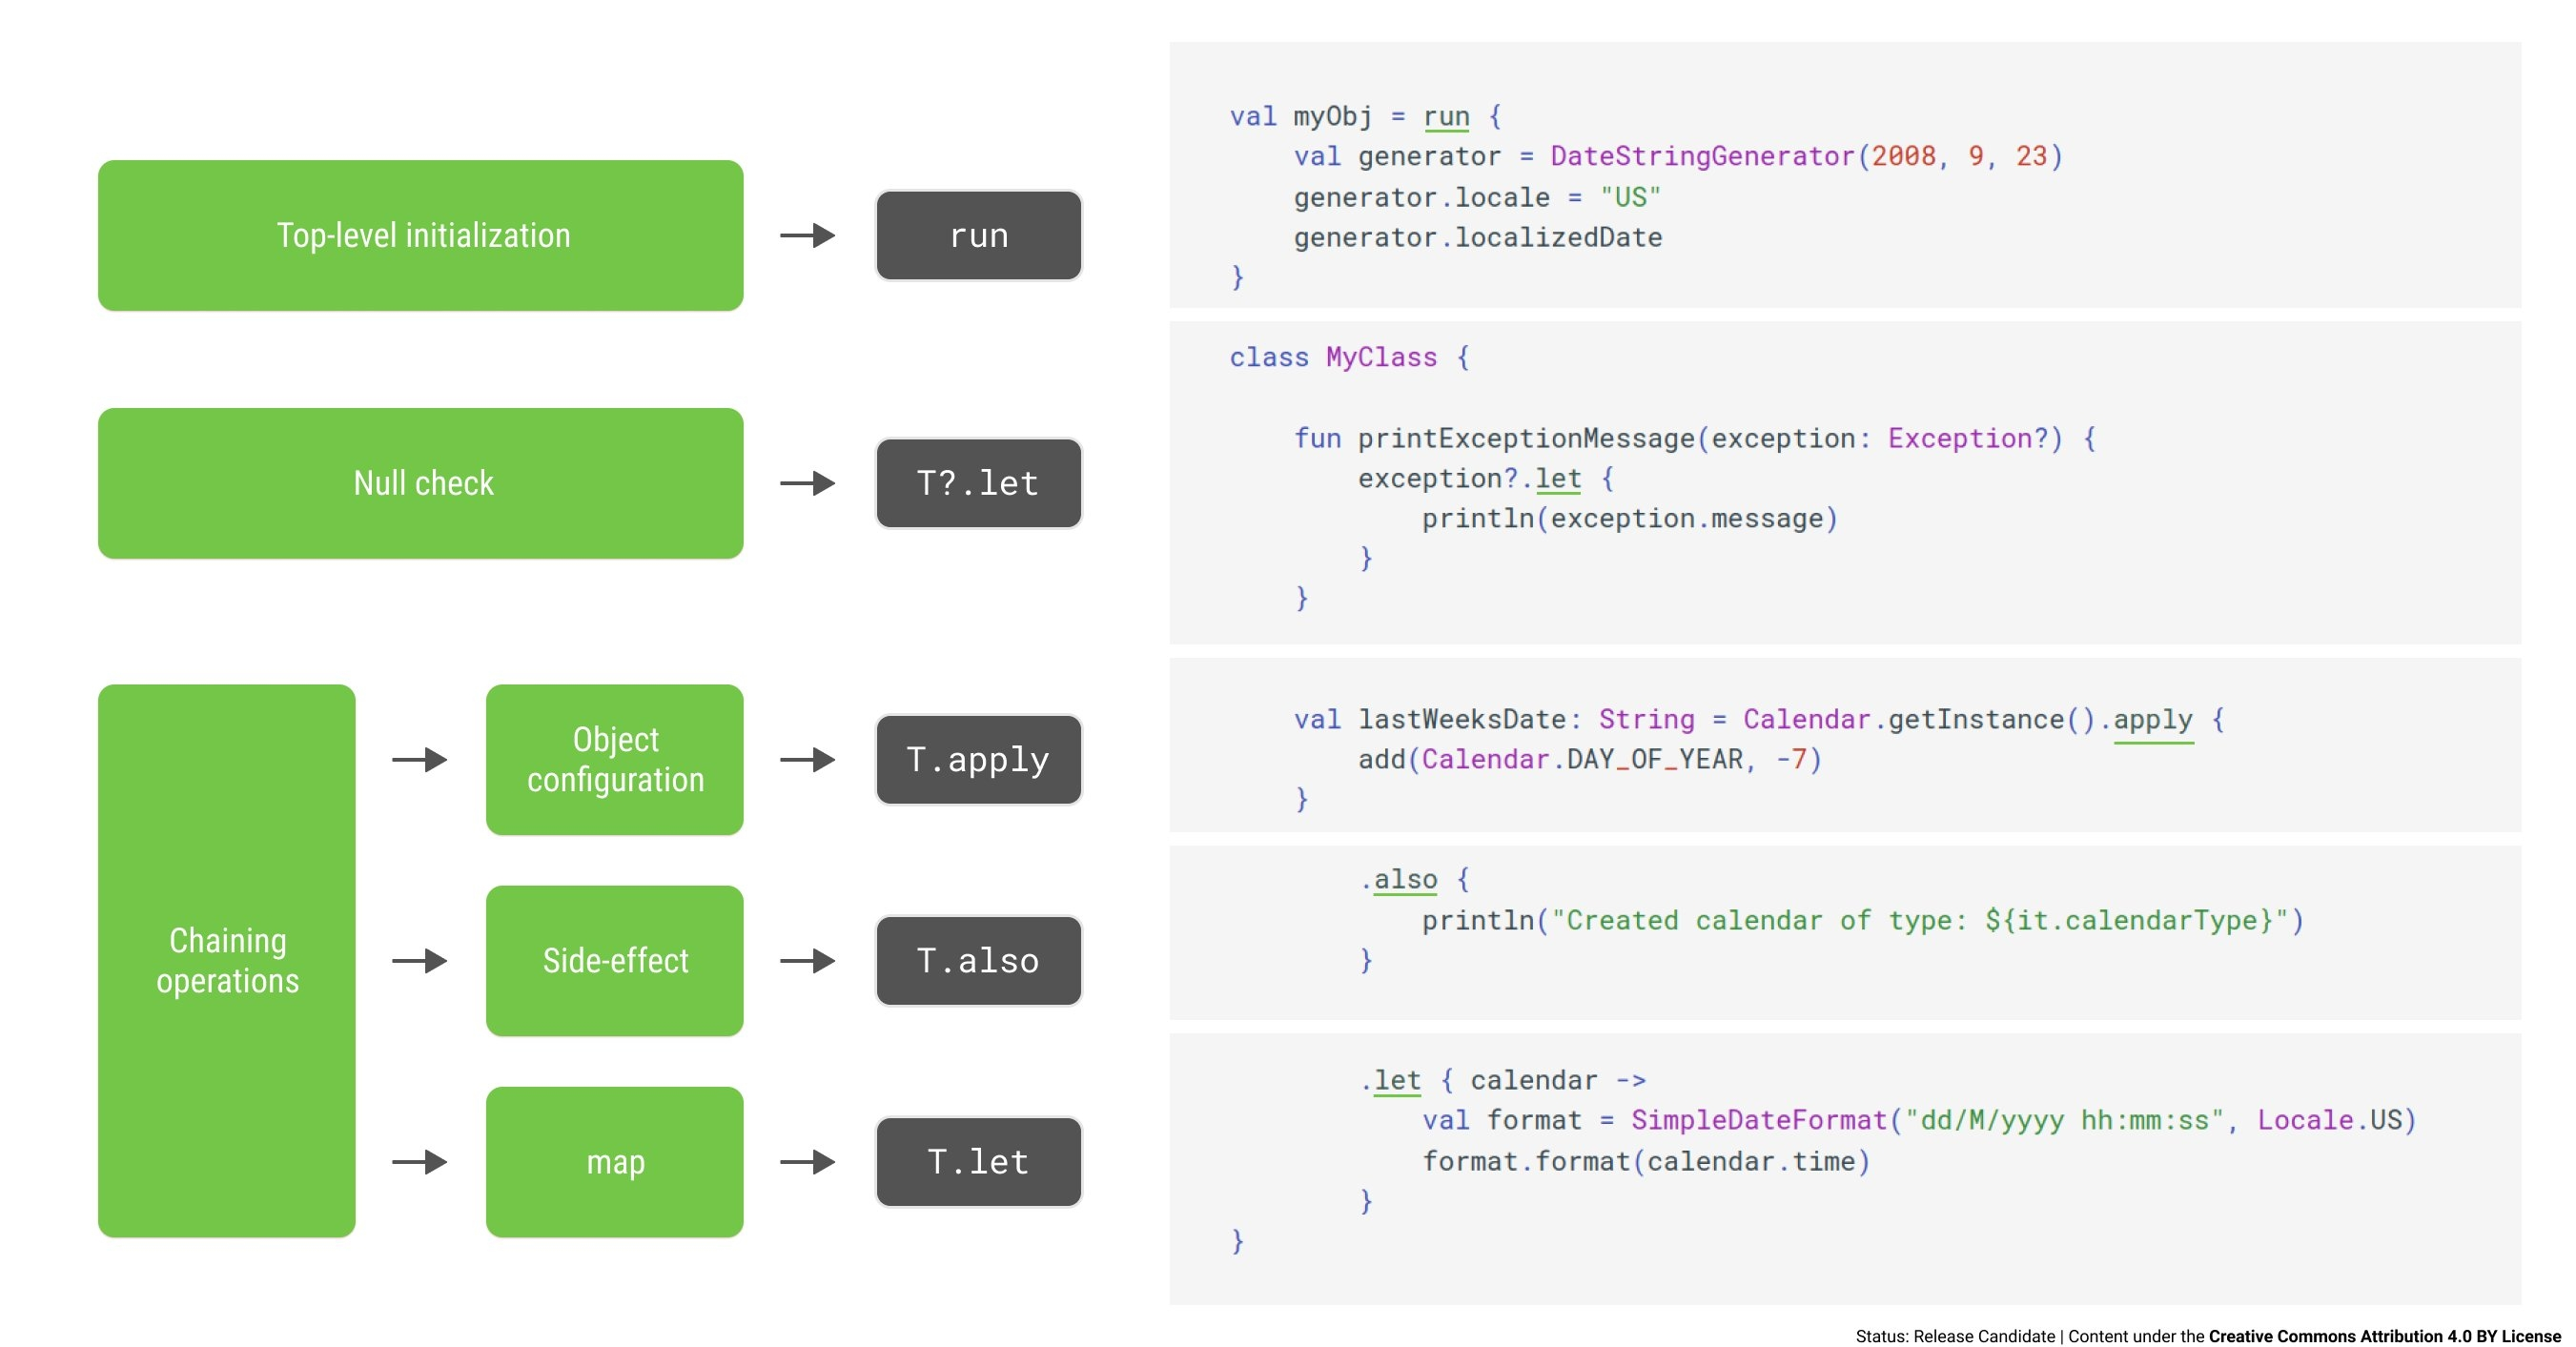 Top-level initialization
run
val myObj = run {
    val generator = DateStringGenerator(2008, 9, 23)
    generator.locale = "US"
    generator.localizedDate
}
Null check
T?.let
class MyClass {
    fun printExceptionMessage(exception: Exception?) {
        exception?.let {
            println(exception.message)
        }
    }
Chaining
operations
Object
configuration
T.apply
    val lastWeeksDate: String = Calendar.getInstance().apply {
        add(Calendar.DAY_OF_YEAR, -7)
    }
Side-effect
T.also
        .also {
            println("Created calendar of type: ${it.calendarType}")
        }
map
T.let
        .let { calendar ->
            val format = SimpleDateFormat("dd/M/yyyy hh:mm:ss", Locale.US)
            format.format(calendar.time)
        }
}
Status: Release Candidate | Content under the Creative Commons Attribution 4.0 BY License